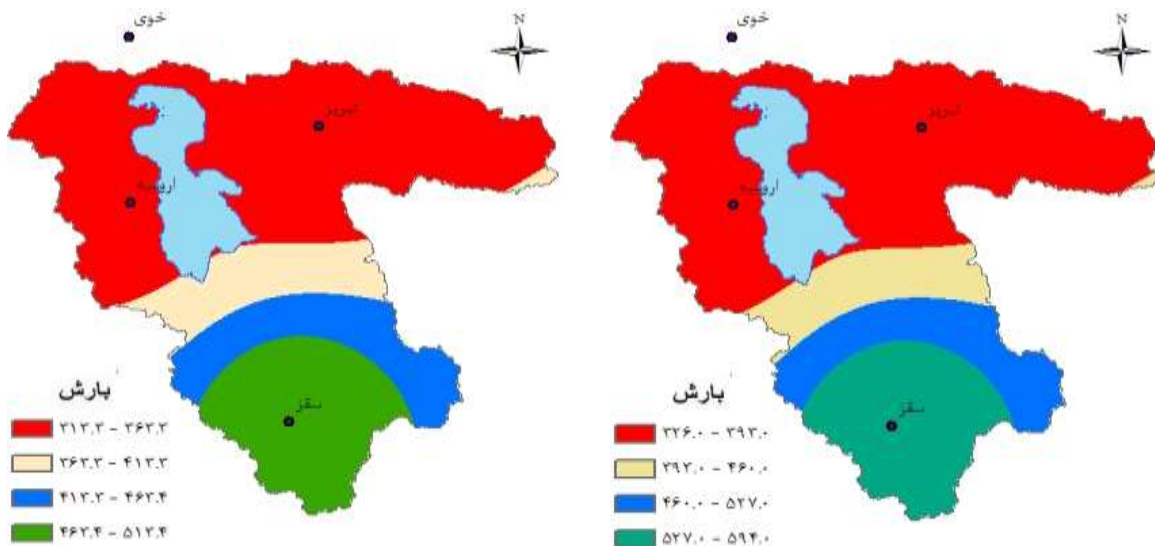 خوی
N
تبریز
ارومیه
سقز
بارش
۳۱۳.۳ - ۳۶۳.۳
۳۶۳.۳ - ۴۱۳.۳
۴۱۳.۳ - ۴۶۳.۴
۴۶۳.۴ - ۵۱۳.۴
خوی
N
تبریز
ارومیه
سقز
بارش
۳۲۶.۰ - ۳۹۳.۰
۳۹۳.۰ - ۴۶۰.۰
۴۶۰.۰ - ۵۲۷.۰
۵۲۷.۰ - ۵۹۴.۰